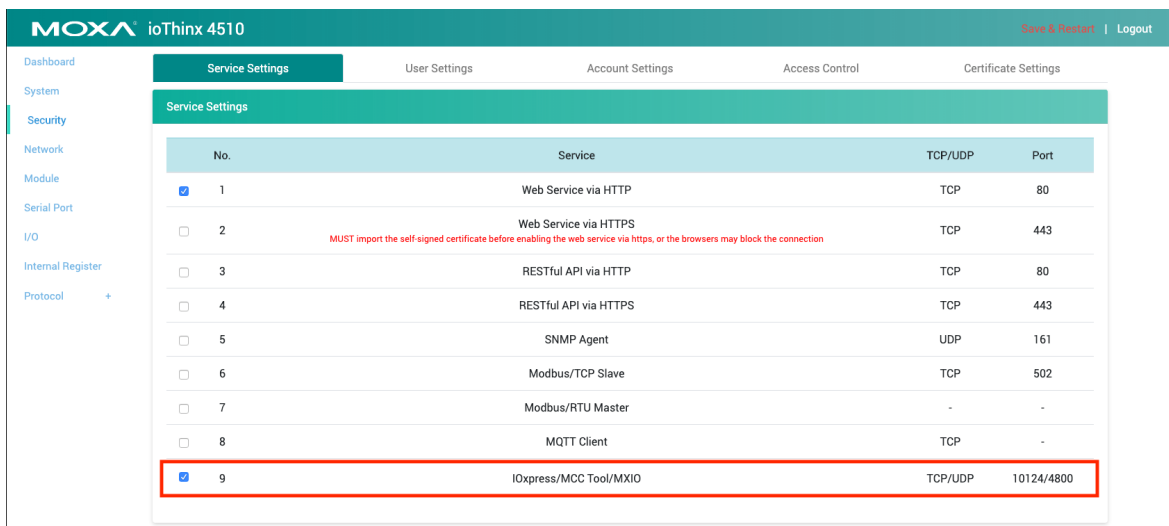 MOXA® ioThinx 4510
Save & Restart | Logout
Dashboard
System
Security
Network
Module
Serial Port
I/O
Internal Register
Protocol +
Service Settings User Settings Account Settings Access Control Certificate Settings
Service Settings
No. Service TCP/UDP Port
1 Web Service via HTTP TCP 80
2 Web Service via HTTPS TCP 443
MUST import the self-signed certificate before enabling the web service via https, or the browsers may block the connection
3 RESTful API via HTTP TCP 80
4 RESTful API via HTTPS TCP 443
5 SNMP Agent UDP 161
6 Modbus/TCP Slave TCP 502
7 Modbus/RTU Master - -
8 MQTT Client TCP -
9 IOxpress/MCC Tool/MXIO TCP/UDP 10124/4800